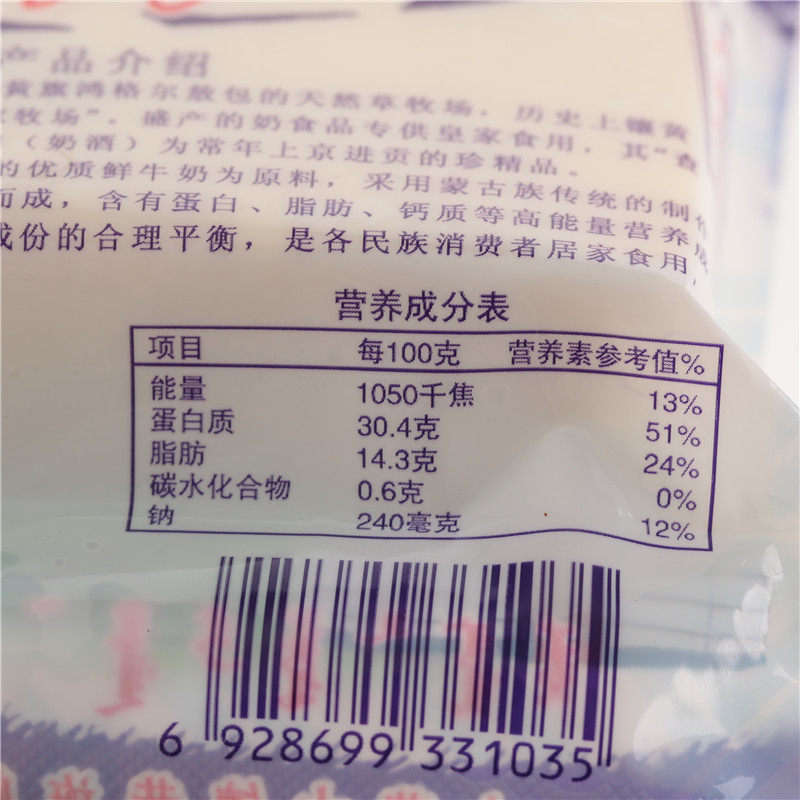 产品介绍
黄旗鸿格尔敖包的天然草牧场，历史上镶黄
牧场”。盛产的奶食品专供皇家食用，其“查
（奶酒）为常年上京进贡的珍精品。
的优质鲜牛奶为原料，采用蒙古族传统的制作
而成，含有蛋白、脂肪、钙质等高能量营养成
成份的合理平衡，是各民族消费者居家食用，
营养成分表
项目 每100克 营养素参考值%
能量 1050千焦 13%
蛋白质 30.4克 51%
脂肪 14.3克 24%
碳水化合物 0.6克 0%
钠 240毫克 12%
6 928699 331035